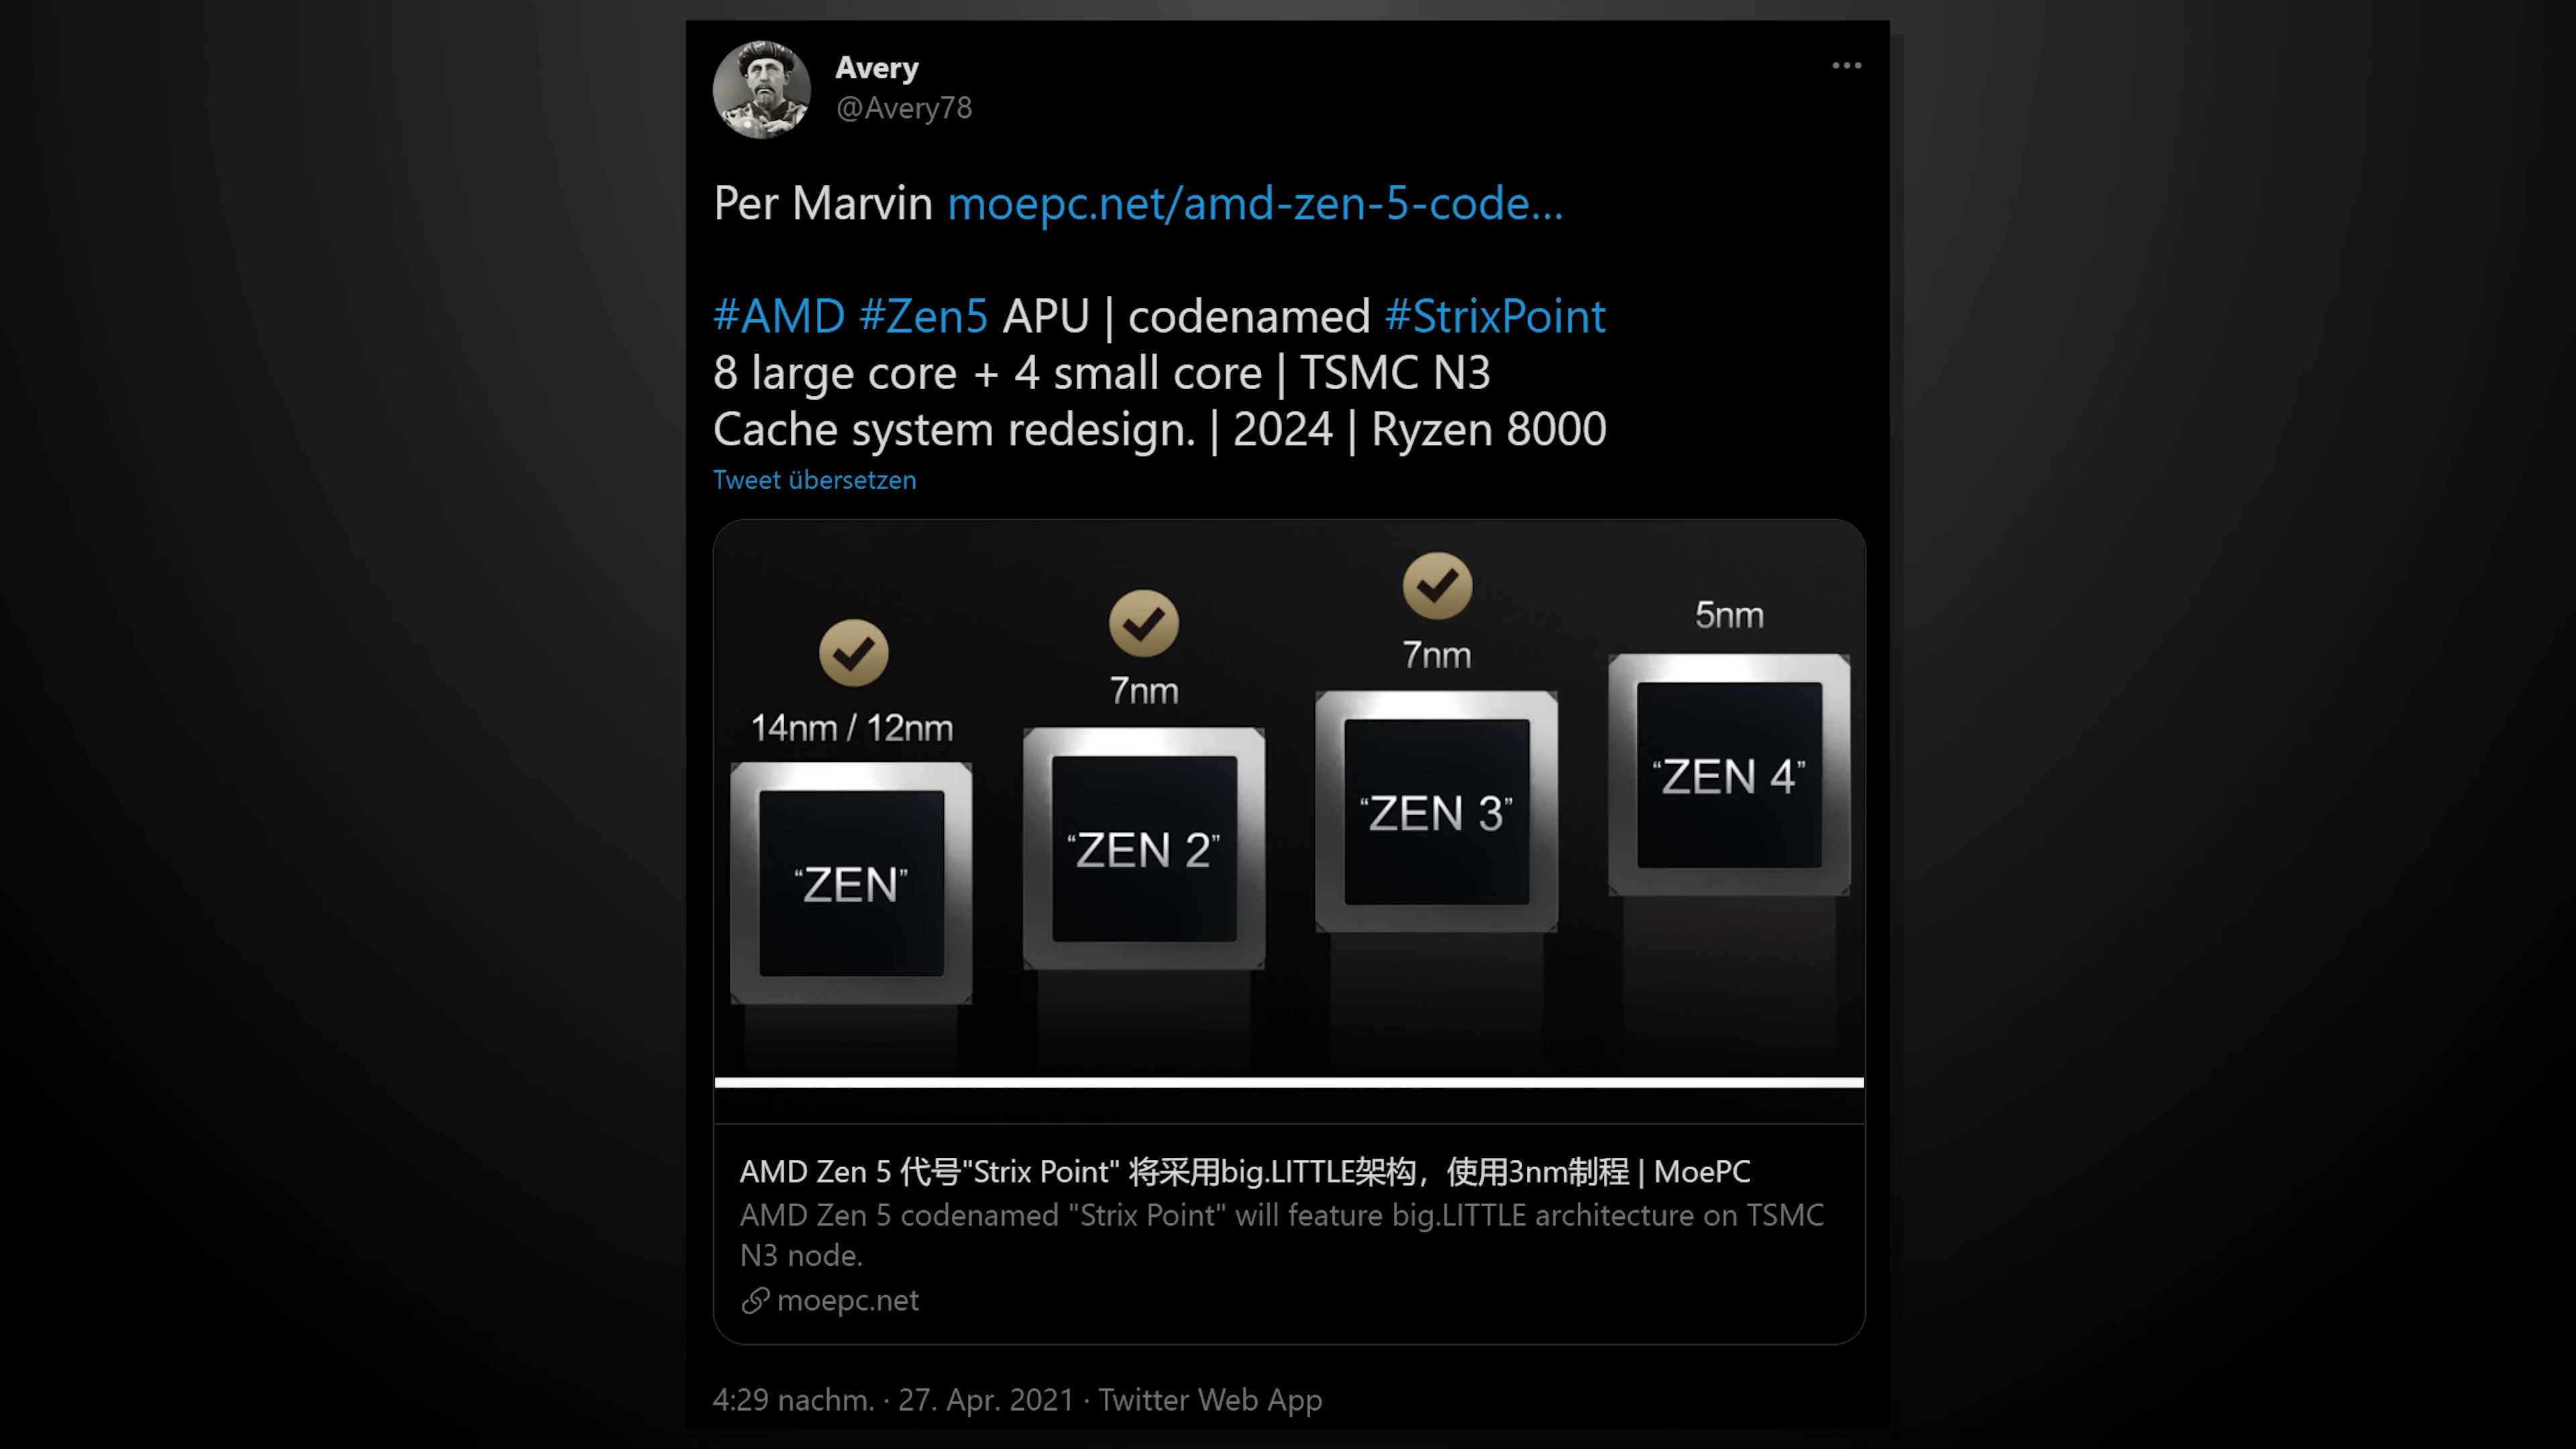 Avery
@Avery78
Per Marvin moepc.net/amd-zen-5-code...
#AMD #Zen5 APU | codenamed #StrixPoint
8 large core + 4 small core | TSMC N3
Cache system redesign. | 2024 | Ryzen 8000
Tweet übersetzen
14nm / 12nm
"ZEN"
7nm
"ZEN 2"
7nm
"ZEN 3"
5nm
"ZEN 4"
AMD Zen 5 代号"Strix Point" 将采用big.LITTLE架构，使用3nm制程 | MoePC
AMD Zen 5 codenamed "Strix Point" will feature big.LITTLE architecture on TSMC
N3 node.
moepc.net
4:29 nachm. · 27. Apr. 2021 · Twitter Web App